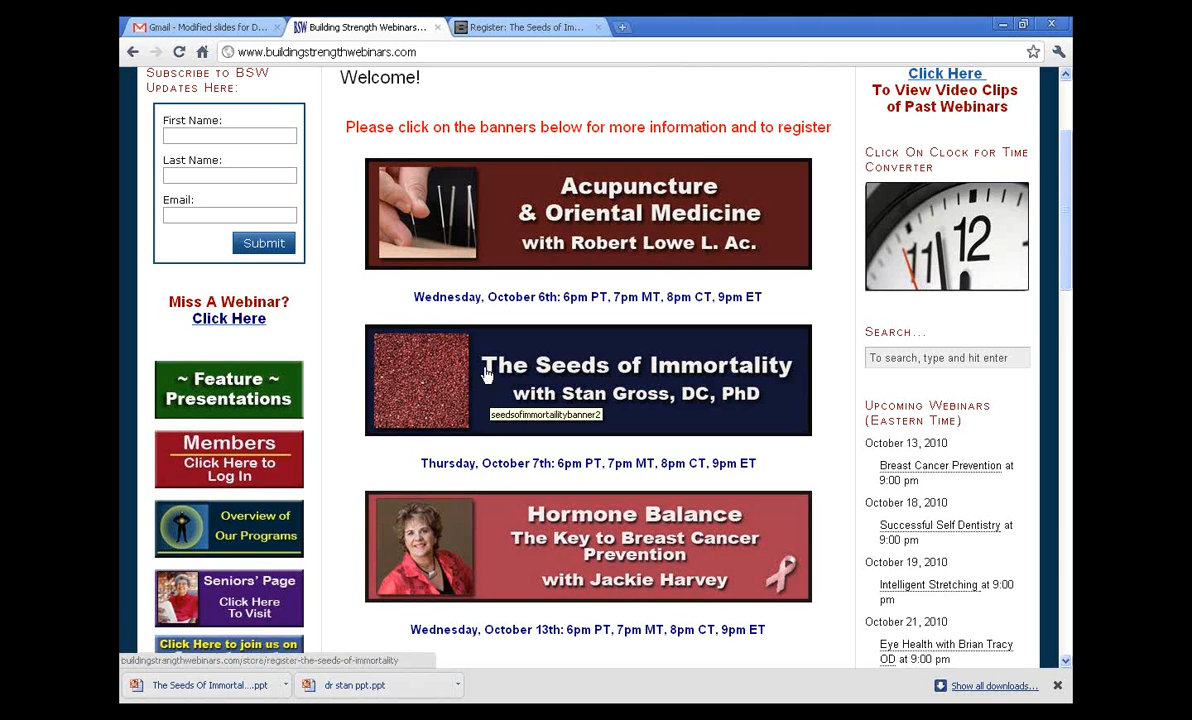 Gmail - Modified slides for D...
BSW Building Strength Webinars...
Register: The Seeds of Im...
www.buildingstrengthwebinars.com
Subscribe to BSW
Updates Here:
First Name:
Last Name:
Email:
Submit
Miss A Webinar?
Click Here
~ Feature ~
Presentations
Members
Click Here to
Log In
Overview of
Our Programs
Seniors' Page
Click Here
To Visit
Click Here to join us on
buildingstrengthwebinars.com/store/register-the-seeds-of-immortality
Welcome!
Please click on the banners below for more information and to register
Acupuncture
& Oriental Medicine
with Robert Lowe L. Ac.
Wednesday, October 6th: 6pm PT, 7pm MT, 8pm CT, 9pm ET
The Seeds of Immortality
with Stan Gross, DC, PhD
seedsofimmortailitybanner2
Thursday, October 7th: 6pm PT, 7pm MT, 8pm CT, 9pm ET
Hormone Balance
The Key to Breast Cancer
Prevention
with Jackie Harvey
Wednesday, October 13th: 6pm PT, 7pm MT, 8pm CT, 9pm ET
Click Here
To View Video Clips
of Past Webinars
Click On Clock for Time
Converter
12
11
Search...
To search, type and hit enter
Upcoming Webinars
(Eastern Time)
October 13, 2010
Breast Cancer Prevention at
9:00 pm
October 18, 2010
Successful Self Dentistry at
9:00 pm
October 19, 2010
Intelligent Stretching at 9:00
pm
October 21, 2010
Eye Health with Brian Tracy
OD at 9:00 pm
The Seeds Of Immortal....ppt
dr stan ppt.ppt
Show all downloads...